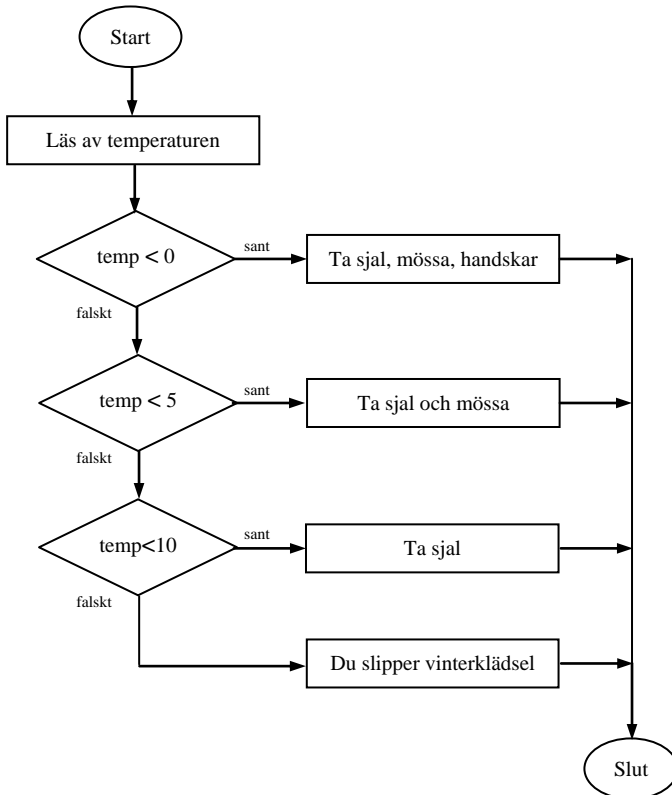 Start
Läs av temperaturen
temp < 0
sant
Ta sjal, mössa, handskar
falskt
temp < 5
sant
Ta sjal och mössa
falskt
temp<10
sant
Ta sjal
falskt
Du slipper vinterklädsel
Slut